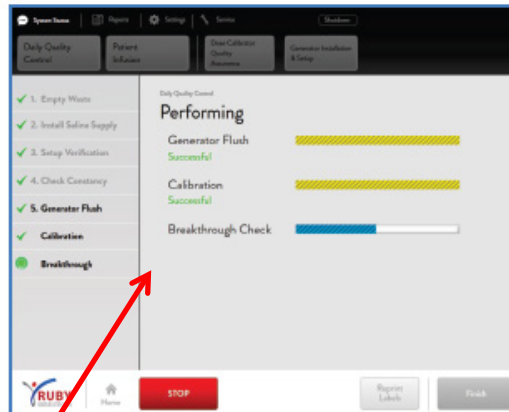 System Status
Reports
Settings
Service
Shutdown
Daily Quality
Control
Patient
Infusion
Dose Calibrator
Quality
Assurance
Generator Installation
& Setup
1. Empty Waste
2. Install Saline Supply
3. Setup Verification
4. Check Constancy
5. Generator Flush
Calibration
Breakthrough
Daily Quality Control
Performing
Generator Flush
Successful
Calibration
Successful
Breakthrough Check
RUBY
Home
STOP
Reprint
Labels
Finish